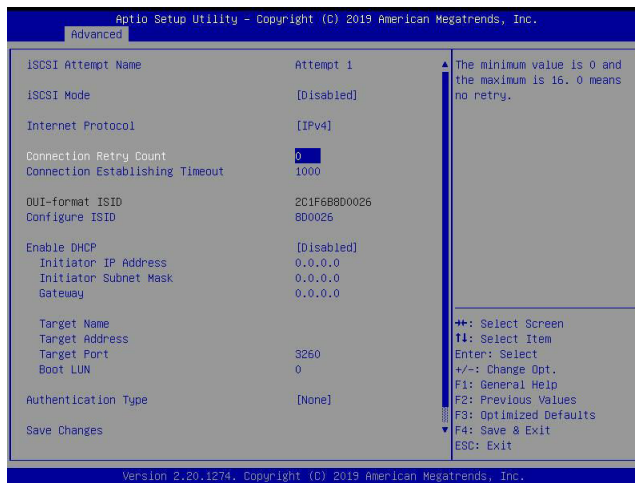 Aptio Setup Utility – Copyright (C) 2019 American Megatrends, Inc.
Advanced
iSCSI Attempt Name Attempt 1
iSCSI Mode [Disabled]
Internet Protocol [IPv4]
Connection Retry Count 0
Connection Establishing Timeout 1000
OUI-format ISID 2C1F6B8D0026
Configure ISID 8D0026
Enable DHCP [Disabled]
Initiator IP Address 0.0.0.0
Initiator Subnet Mask 0.0.0.0
Gateway 0.0.0.0
Target Name
Target Address
Target Port 3260
Boot LUN 0
Authentication Type [None]
Save Changes
The minimum value is 0 and
the maximum is 16. 0 means
no retry.
→←: Select Screen
↑↓: Select Item
Enter: Select
+/-: Change Opt.
F1: General Help
F2: Previous Values
F3: Optimized Defaults
F4: Save & Exit
ESC: Exit
Version 2.20.1274. Copyright (C) 2019 American Megatrends, Inc.